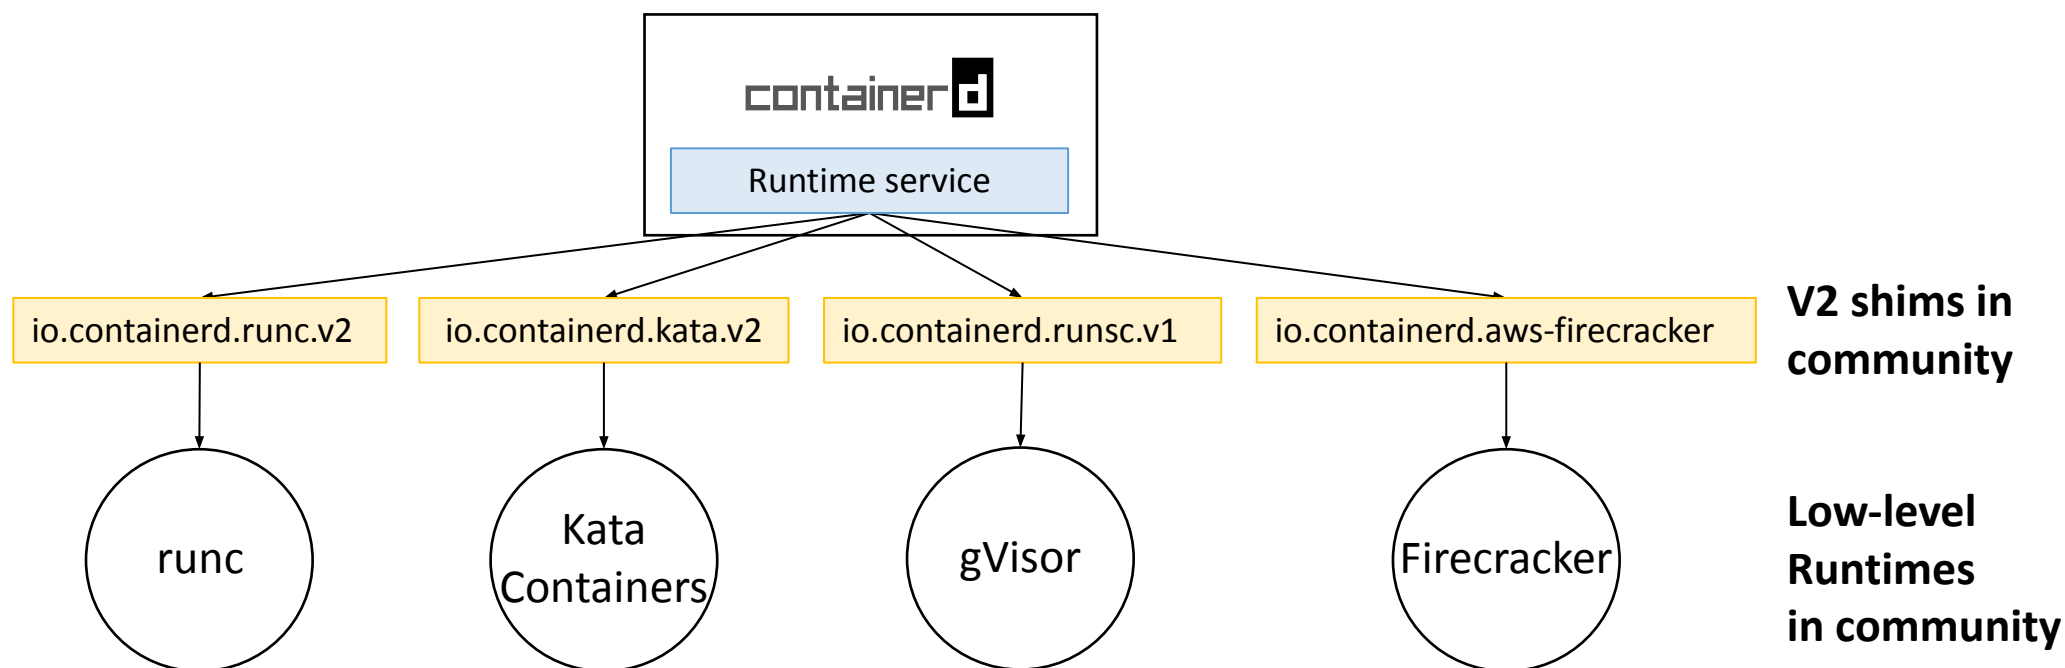 containerd
Runtime service
io.containerd.runc.v2
io.containerd.kata.v2
io.containerd.runsc.v1
io.containerd.aws-firecracker
V2 shims in
community
runc
Kata
Containers
gVisor
Firecracker
Low-level
Runtimes
in community